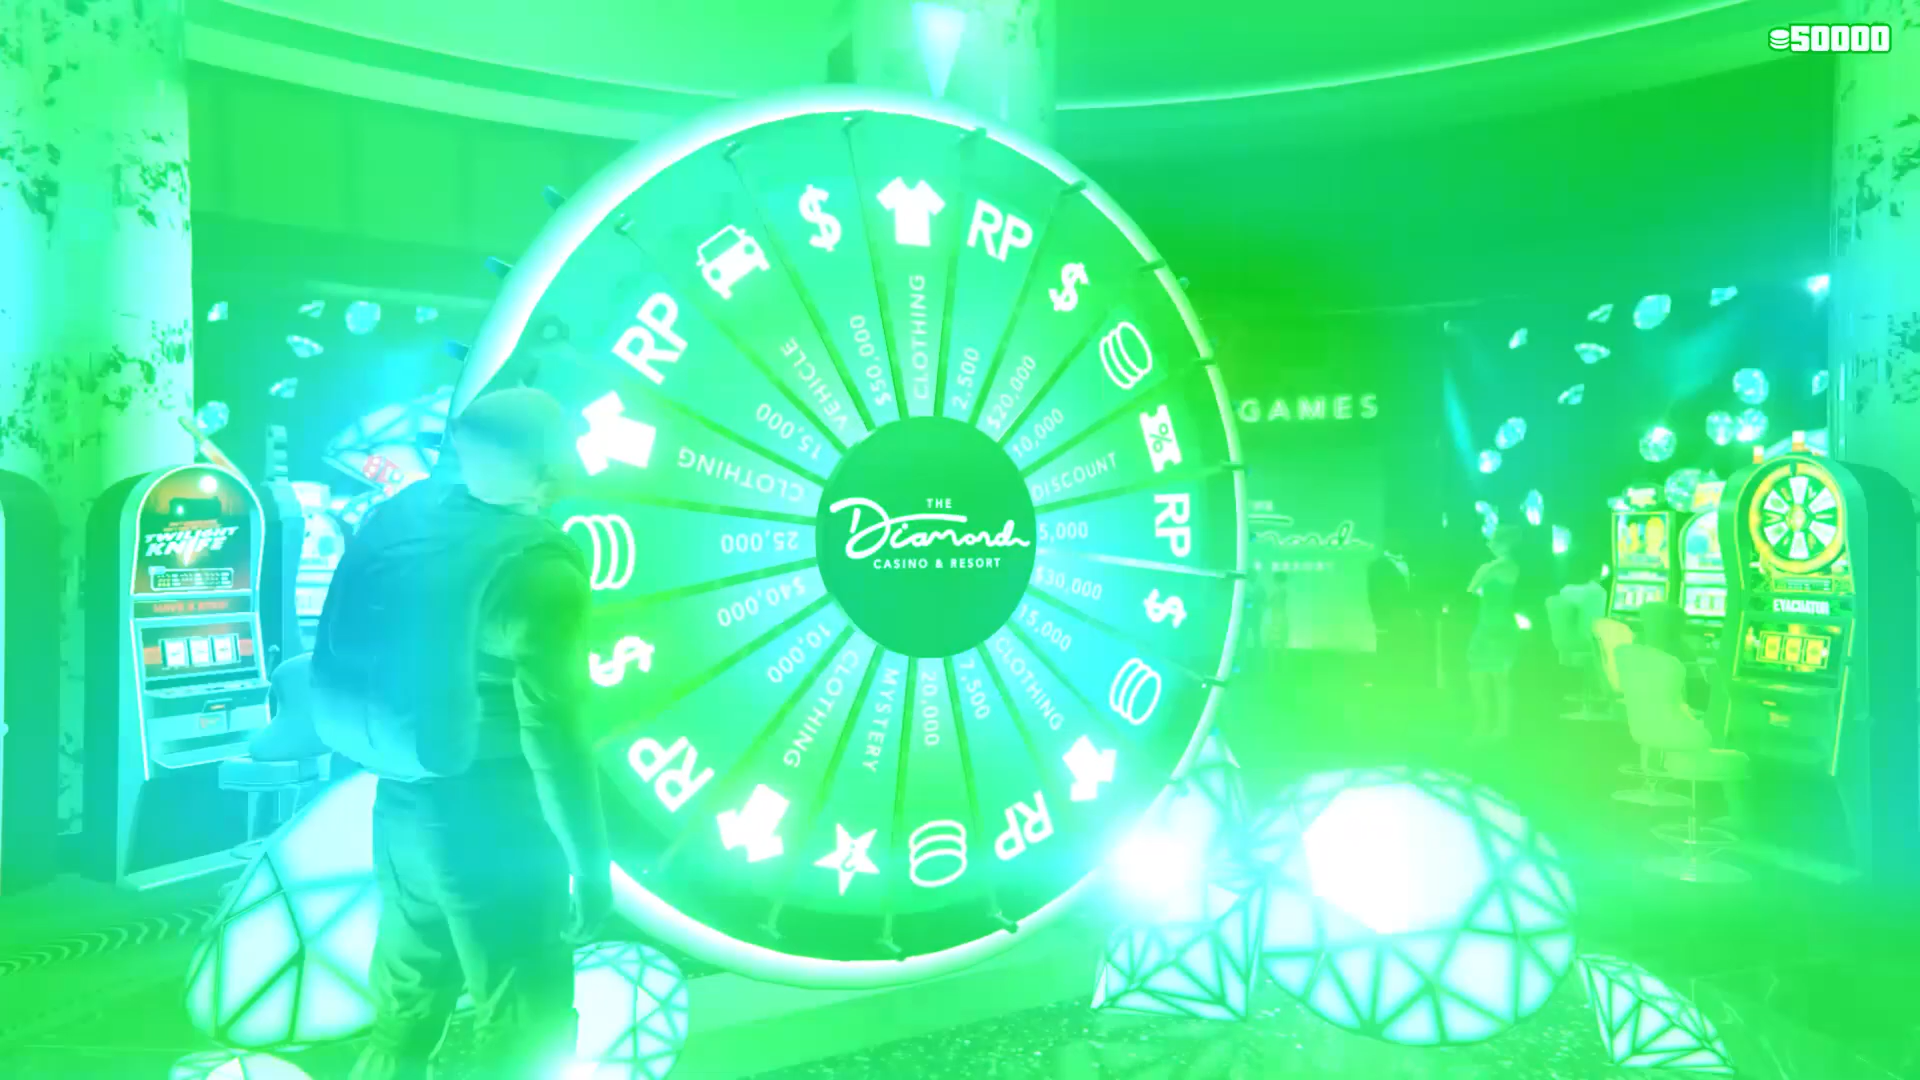 50000
$
RP
$
CLOTHING
RP
$
$50,000
VEHICLE
15,000
CLOTHING
2,500
$20,000
10,000
DISCOUNT
%
GAMES
CLOTHING
25,000
$40,000
10,000
CLOTHING
MYSTERY
20,000
7,500
CLOTHING
15,000
$30,000
5,000
RP
$
THE
Diamond
CASINO & RESORT
TWILIGHT
KNIFE
EVACUATOR
$
RP
RP
?